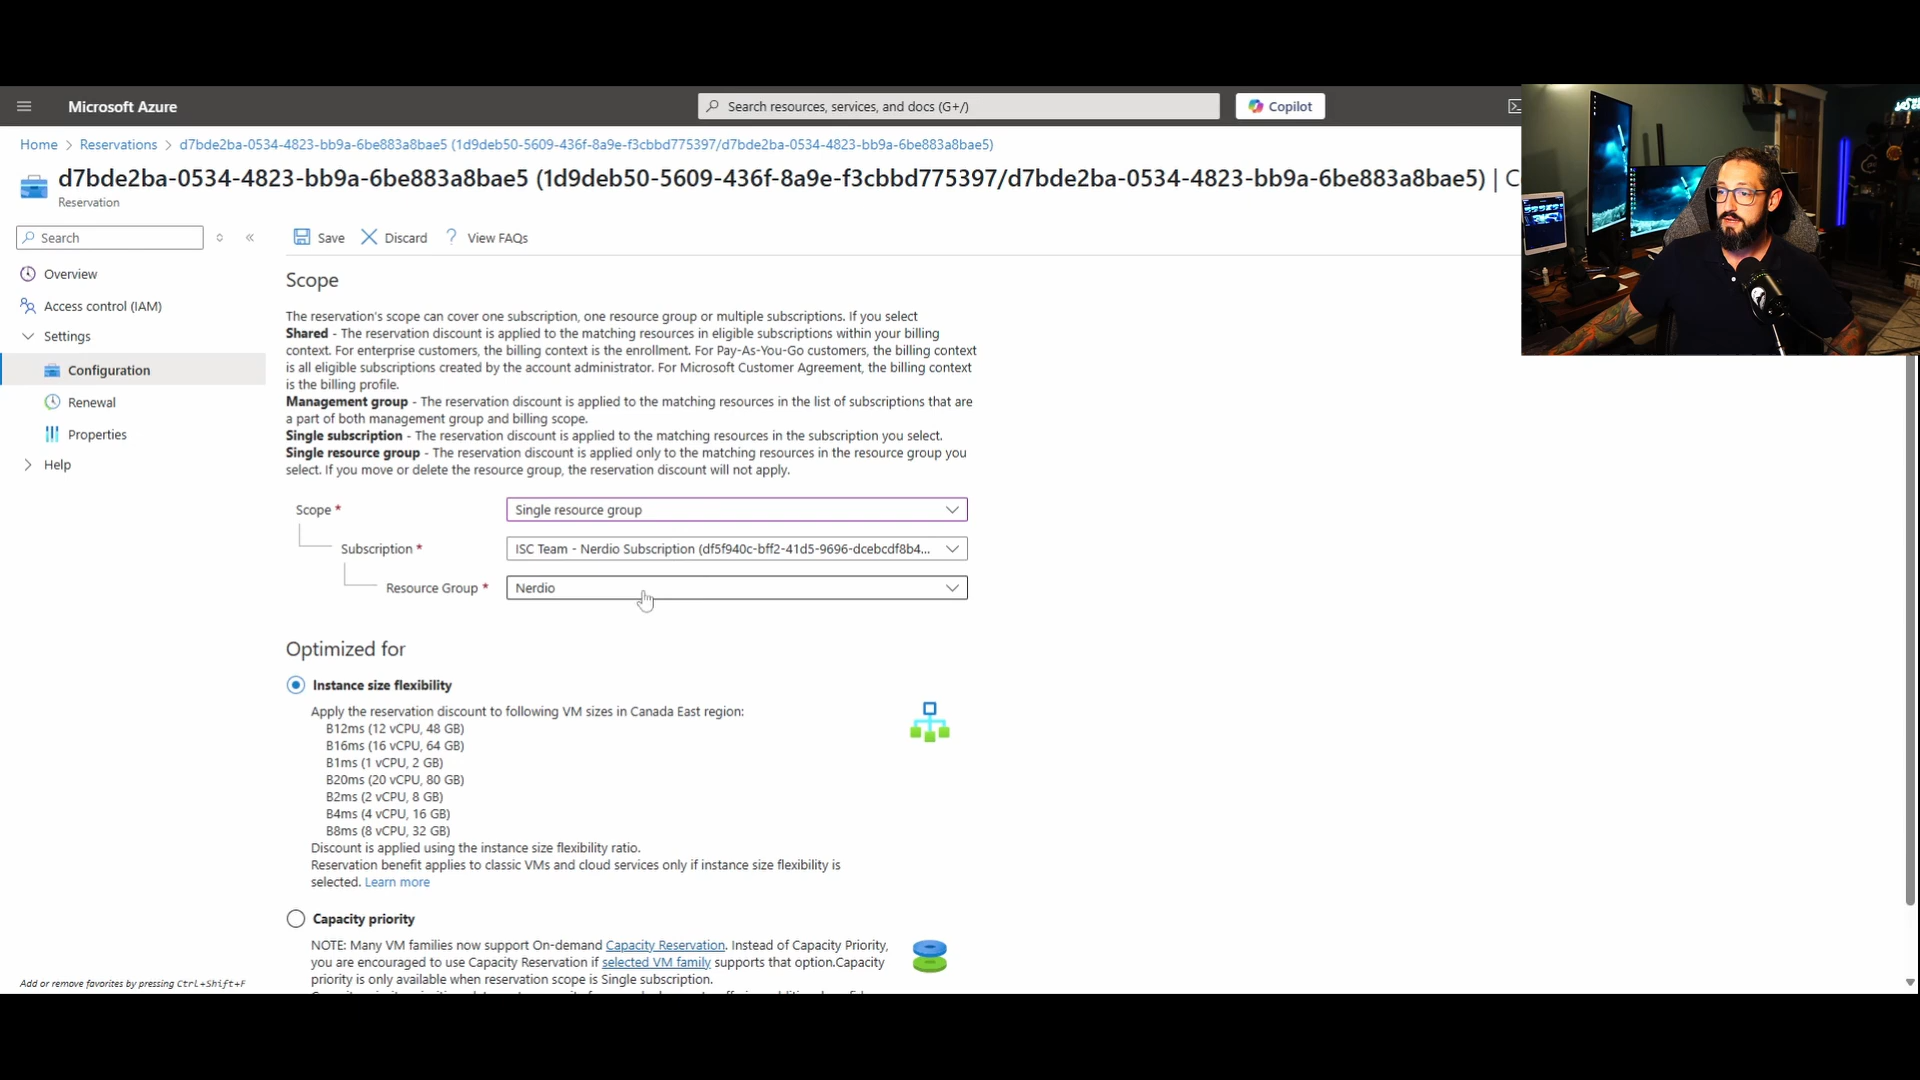 Microsoft Azure
Search resources, services, and docs (G+/)
Copilot
Home > Reservations > d7bde2ba-0534-4823-bb9a-6be883a8bae5 (1d9deb50-5609-436f-8a9e-f3cbbd775397/d7bde2ba-0534-4823-bb9a-6be883a8bae5)
d7bde2ba-0534-4823-bb9a-6be883a8bae5 (1d9deb50-5609-436f-8a9e-f3cbbd775397/d7bde2ba-0534-4823-bb9a-6be883a8bae5) | C
Reservation
Search
Overview
Access control (IAM)
Settings
Configuration
Renewal
Properties
Help
Save
Discard
? View FAQs
Scope
The reservation's scope can cover one subscription, one resource group or multiple subscriptions. If you select
Shared - The reservation discount is applied to the matching resources in eligible subscriptions within your billing
context. For enterprise customers, the billing context is the enrollment. For Pay-As-You-Go customers, the billing context
is all eligible subscriptions created by the account administrator. For Microsoft Customer Agreement, the billing context
is the billing profile.
Management group - The reservation discount is applied to the matching resources in the list of subscriptions that are
a part of both management group and billing scope.
Single subscription - The reservation discount is applied to the matching resources in the subscription you select.
Single resource group - The reservation discount is applied only to the matching resources in the resource group you
select. If you move or delete the resource group, the reservation discount will not apply.
Scope *
Single resource group
Subscription *
ISC Team - Nerdio Subscription (df5f940c-bff2-41d5-9696-dcebcdf8b4...
Resource Group *
Nerdio
Optimized for
Instance size flexibility
Apply the reservation discount to following VM sizes in Canada East region:
B12ms (12 vCPU, 48 GB)
B16ms (16 vCPU, 64 GB)
B1ms (1 vCPU, 2 GB)
B20ms (20 vCPU, 80 GB)
B2ms (2 vCPU, 8 GB)
B4ms (4 vCPU, 16 GB)
B8ms (8 vCPU, 32 GB)
Discount is applied using the instance size flexibility ratio.
Reservation benefit applies to classic VMs and cloud services only if instance size flexibility is
selected. Learn more
Capacity priority
NOTE: Many VM families now support On-demand Capacity Reservation. Instead of Capacity Priority,
you are encouraged to use Capacity Reservation if selected VM family supports that option.Capacity
priority is only available when reservation scope is Single subscription.
Add or remove favorites by pressing Ctrl+Shift+F